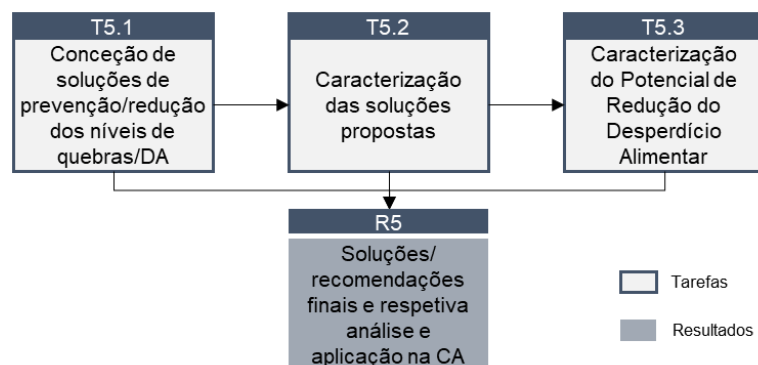 T5.1
Conceção de
soluções de
prevenção/redução
dos níveis de
quebras/DA
T5.2
Caracterização
das soluções
propostas
T5.3
Caracterização
do Potencial de
Redução do
Desperdício
Alimentar
R5
Soluções/
recomendações
finais e respetiva
análise e
aplicação na CA
Tarefas
Resultados